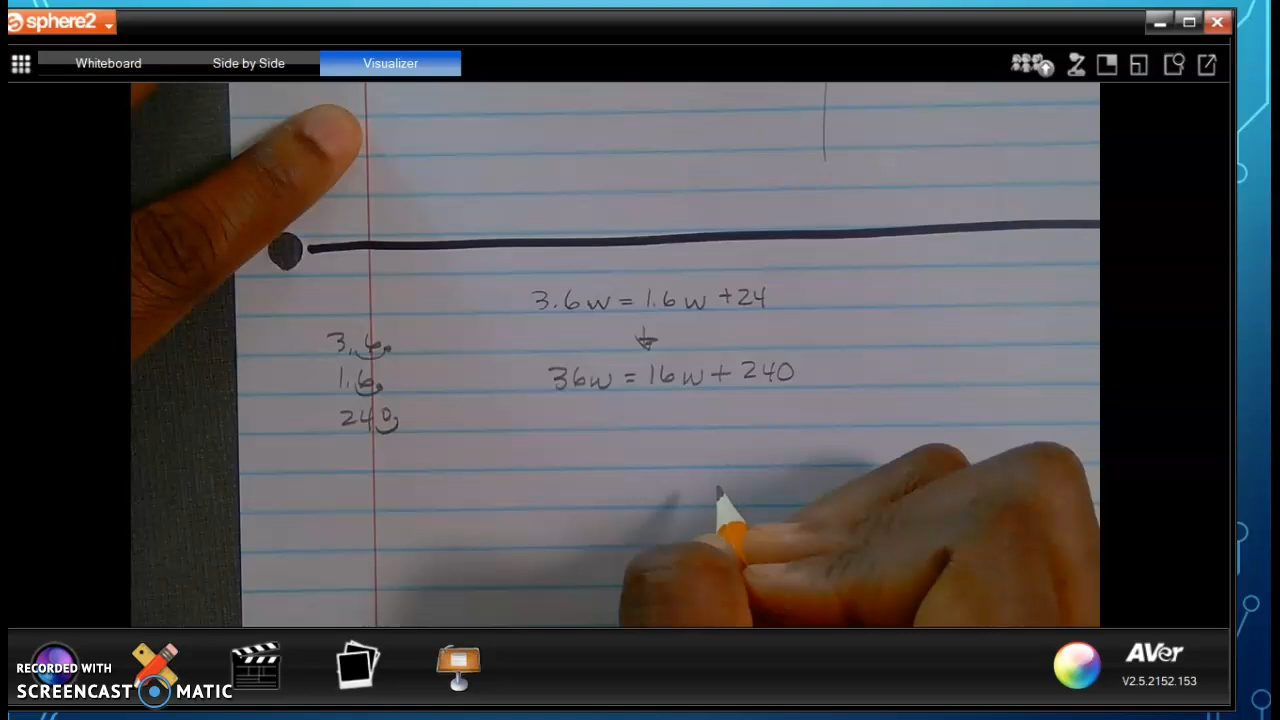 sphere2
Whiteboard Side by Side Visualizer
3.6w = 1.6w + 24
3.6.
1.6.
36w = 16w + 240
240
RECORDED WITH
SCREENCAST MATIC
AVer
V2.5.2152.153